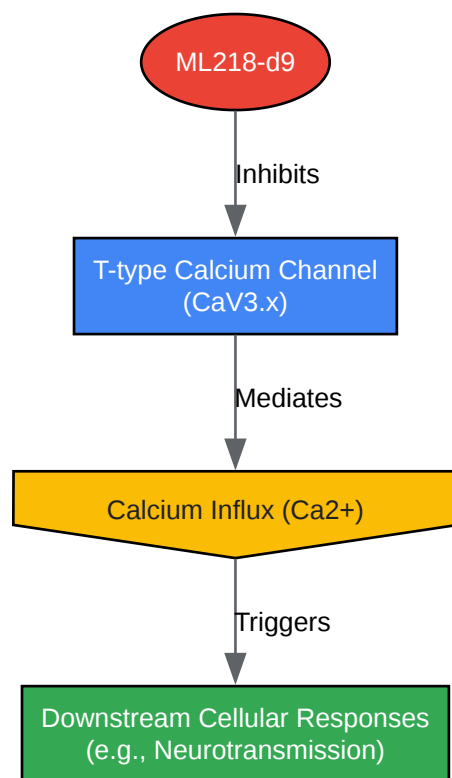 ML218-d9
Inhibits
T-type Calcium Channel
(CaV3.x)
Mediates
Calcium Influx (Ca2+)
Triggers
Downstream Cellular Responses
(e.g., Neurotransmission)